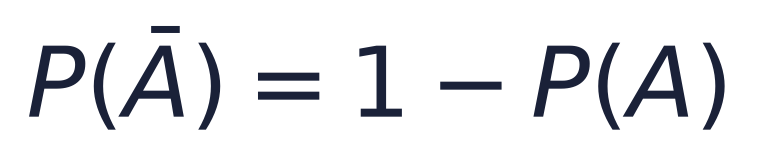 P(Ā) = 1 − P(A)